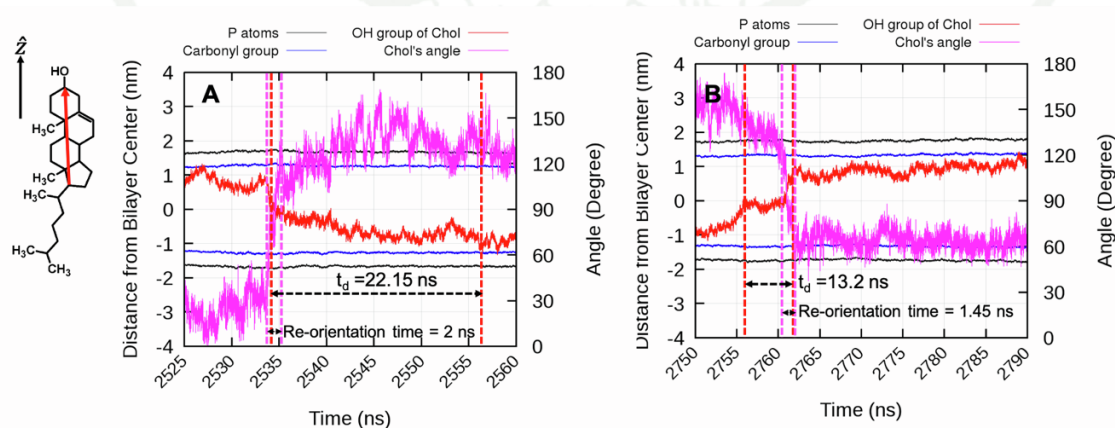 ẑ
HO
H₃C
H₃C
H₃C
CH₃
H₃C
P atoms
OH group of Chol
Carbonyl group
Chol's angle
A
Distance from Bilayer Center (nm)
4
3
2
1
0
-1
-2
-3
-4
180
150
120
90
60
30
0
Angle (Degree)
t_d =22.15 ns
Re-orientation time = 2 ns
2525
2530
2535
2540
2545
2550
2555
2560
Time (ns)
P atoms
OH group of Chol
Carbonyl group
Chol's angle
B
Distance from Bilayer Center (nm)
4
3
2
1
0
-1
-2
-3
-4
180
150
120
90
60
30
0
Angle (Degree)
t_d =13.2 ns
Re-orientation time = 1.45 ns
2750
2755
2760
2765
2770
2775
2780
2785
2790
Time (ns)